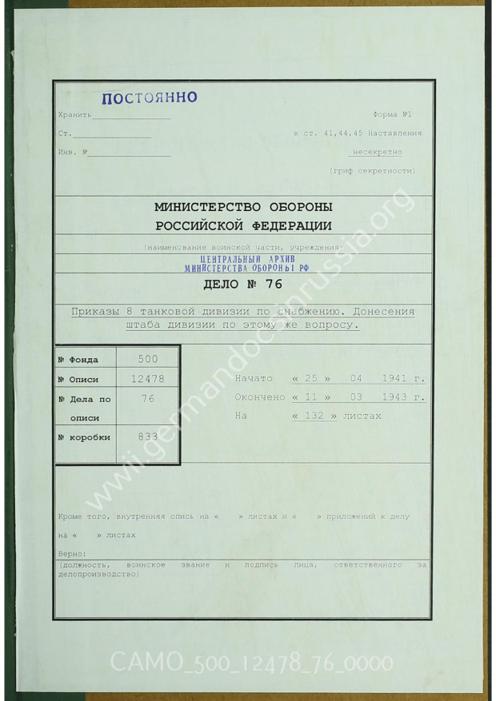 ПОСТОЯННО
Хранить
Форма №1
Ст.
к ст. 41,44,45 Наставления
Инв. №
несекретно
(гриф секретности)
МИНИСТЕРСТВО ОБОРОНЫ
РОССИЙСКОЙ ФЕДЕРАЦИИ
(наименование воинской части, учреждения)
ЦЕНТРАЛЬНЫЙ АРХИВ
МИНИСТЕРСТВА ОБОРОНЫ РФ
ДЕЛО № 76
Приказы 8 танковой дивизии по снабжению. Донесения
штаба дивизии по этому же вопросу.
№ Фонда 500
№ Описи 12478
№ Дела по описи 76
№ коробки 833
Начато « 25 » 04 1941 г.
Окончено « 11 » 03 1943 г.
На « 132 » листах
Кроме того, внутренняя опись на « » листах и « » приложений к делу
на « » листах
Верно:
(должность, воинское звание и подпись лица, ответственного за
делопроизводство)
www.germandocsinrussia.org
CAMO_500_12478_76_0000